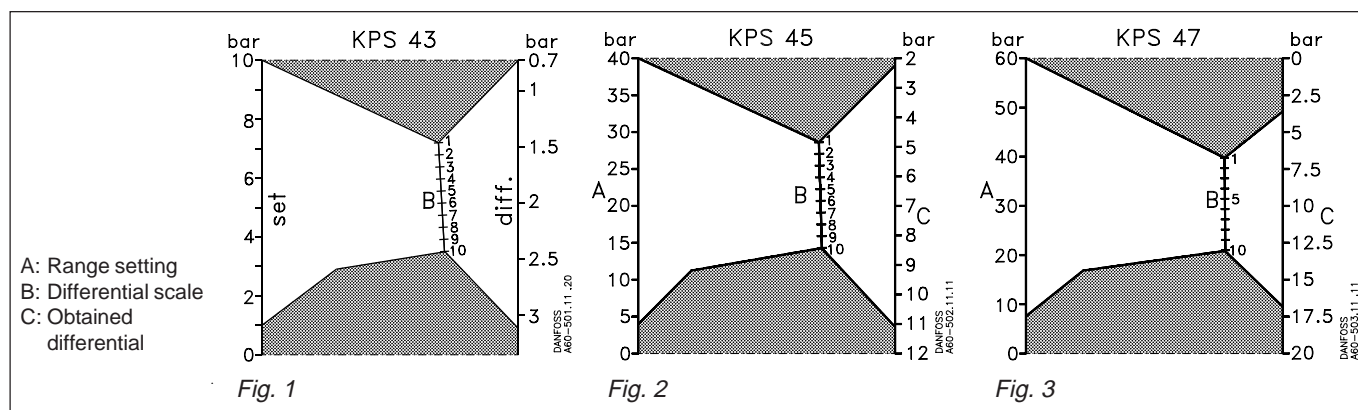 bar KPS 43 bar
10
8
6
4
2
0
set
B
1
2
3
4
5
6
7
8
9
10
diff.
0.7
1
1.5
2
2.5
3
DANFOSS
A60-501.11.20
bar KPS 45 bar
40
35
30
25
20
15
10
5
0
A
B
1
2
3
4
5
6
7
8
9
10
C
2
3
4
5
6
7
8
9
10
11
12
DANFOSS
A60-502.11.11
bar KPS 47 bar
60
50
40
30
20
10
0
A
B
1
5
10
C
0
2.5
5
7.5
10
12.5
15
17.5
20
DANFOSS
A60-503.11.11
A: Range setting
B: Differential scale
C: Obtained
differential
Fig. 1
Fig. 2
Fig. 3